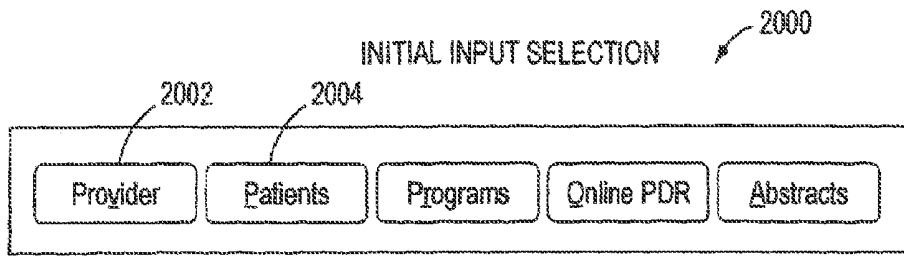 2000
INITIAL INPUT SELECTION
2002 2004
Provider Patients Programs Online PDR Abstracts